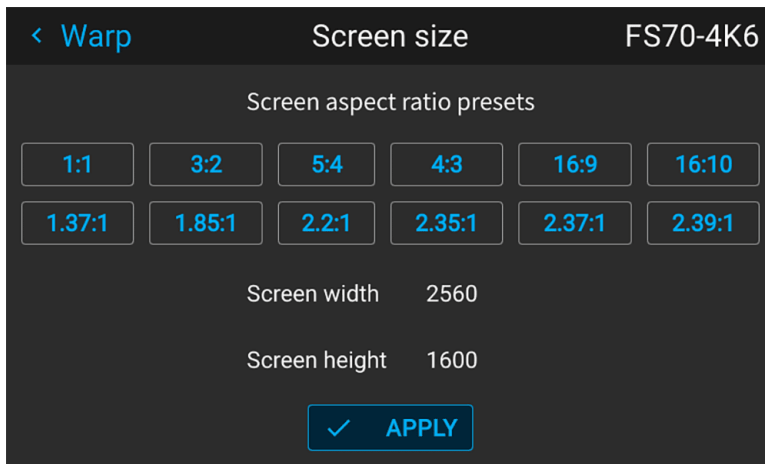 < Warp Screen size FS70-4K6
Screen aspect ratio presets
1:1 3:2 5:4 4:3 16:9 16:10
1.37:1 1.85:1 2.2:1 2.35:1 2.37:1 2.39:1
Screen width 2560
Screen height 1600
✓ APPLY